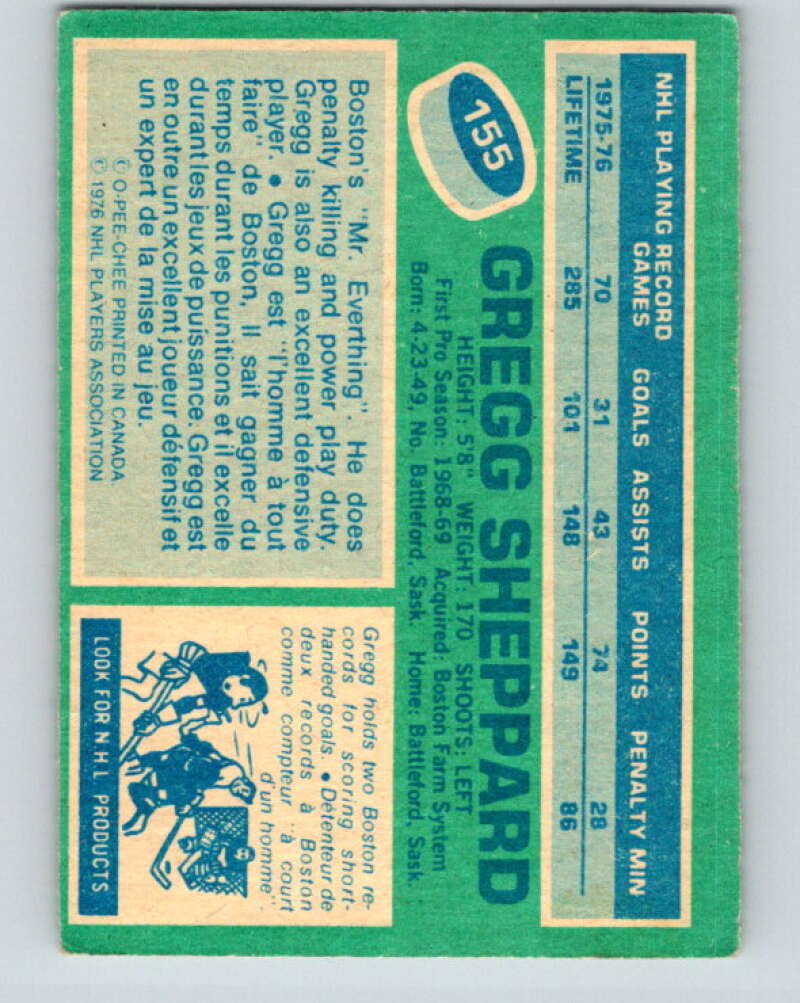 NHL PLAYING RECORD
GAMES GOALS ASSISTS POINTS PENALTY MIN
1975-76 70 31 43 74 28
LIFETIME 285 101 148 149 86
155
GREGG SHEPPARD
HEIGHT: 5'8" WEIGHT: 170 SHOOTS: LEFT
First Pro Season: 1968-69 Acquired: Boston Farm System
Born: 4-23-49, No. Battleford, Sask. Home: Battleford, Sask.
Boston's "Mr. Everthing". He does
penalty killing and power play duty.
Gregg is also an excellent defensive
player. • Gregg est "l'homme à tout
faire" de Boston. Il sait gagner du
temps durant les punitions et il excelle
durant les jeux de puissance. Gregg est
en outre un excellent joueur défensif et
un expert de la mise au jeu.
© O-PEE-CHEE PRINTED IN CANADA
© 1976 NHL PLAYERS ASSOCIATION
Gregg holds two Boston re-
cords for scoring short-
handed goals. • Détenteur de
deux records à Boston
comme compteur "à court
d'un homme".
LOOK FOR N.H.L PRODUCTS